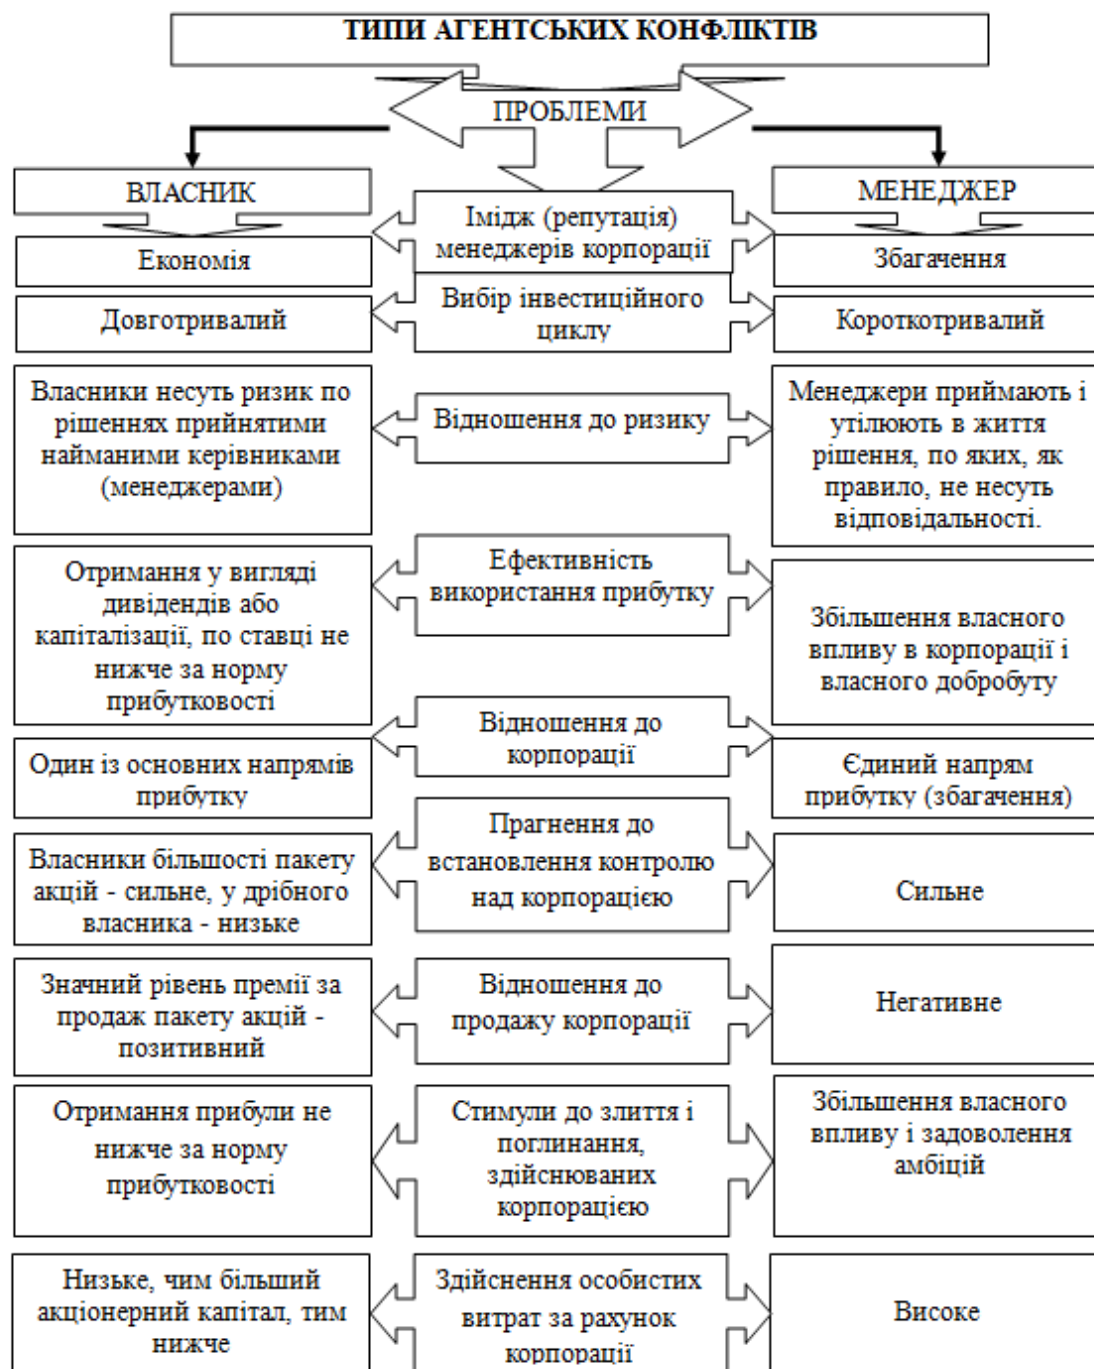 ТИПИ АГЕНТСЬКИХ КОНФЛІКТІВ
ПРОБЛЕМИ
ВЛАСНИК
МЕНЕДЖЕР
Економія
Імідж (репутація)
менеджерів корпорації
Збагачення
Довготривалий
Вибір інвестиційного
циклу
Короткотривалий
Власники несуть ризик по
рішеннях прийнятими
найманими керівниками
(менеджерами)
Відношення до ризику
Менеджери приймають і
утілюють в життя
рішення, по яких, як
правило, не несуть
відповідальності.
Отримання у вигляді
дивідендів або
капіталізації, по ставці не
нижче за норму
прибутковості
Ефективність
використання прибутку
Збільшення власного
впливу в корпорації і
власного добробуту
Один із основних напрямів
прибутку
Відношення до
корпорації
Єдиний напрям
прибутку (збагачення)
Власники більшості пакету
акцій - сильне, у дрібного
власника - низьке
Прагнення до
встановлення контролю
над корпорацією
Сильне
Значний рівень премії за
продаж пакету акцій -
позитивний
Відношення до
продажу корпорації
Негативне
Отримання прибули не
нижче за норму
прибутковості
Стимули до злиття і
поглинання,
здійснюваних
корпорацією
Збільшення власного
впливу і задоволення
амбіцій
Низьке, чим більший
акціонерний капітал, тим
нижче
Здійснення особистих
витрат за рахунок
корпорації
Високе